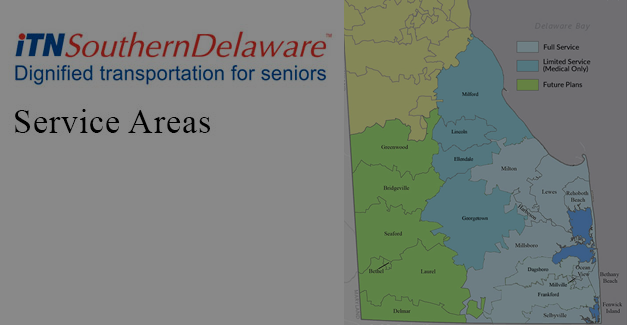 iTNSouthernDelaware™
Dignified transportation for seniors
Service Areas
Delaware Bay
Full Service
Limited Service
(Medical Only)
Future Plans
Milford
Lincoln
Greenwood
Ellendale
Milton
Bridgeville
Lewes
Rehoboth
Beach
Harbeson
Georgetown
Seaford
Millsboro
Bethel
Laurel
Dagsboro
Ocean
View
Bethany
Beach
Millville
Frankford
Fenwick
Island
Delmar
Selbyville